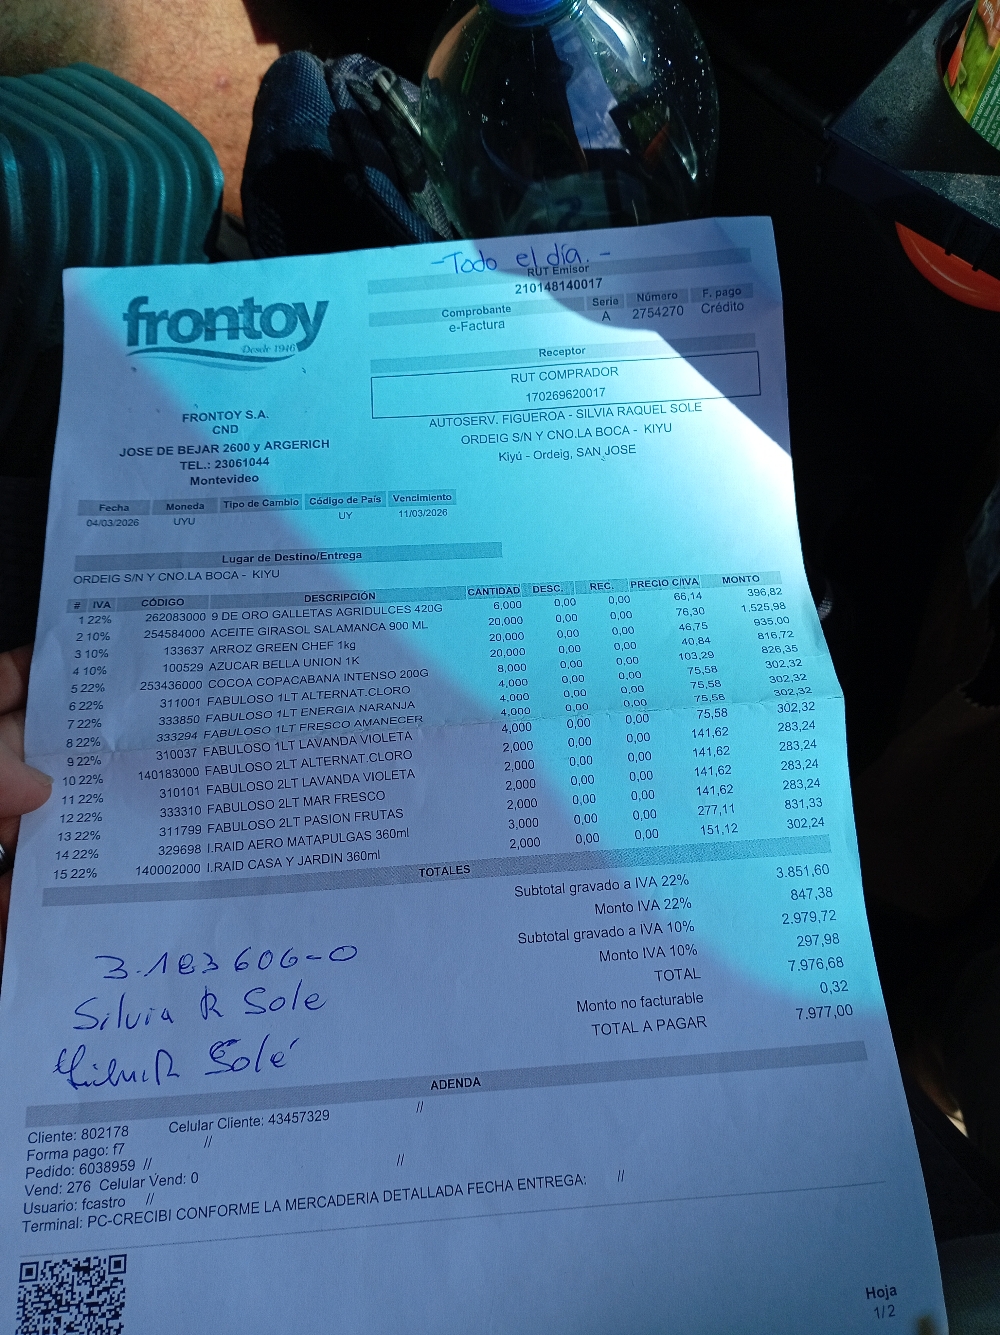 -Todo el día.-
frontoy
Desde 1946
RUT Emisor
210148140017
Comprobante Serie Número F. pago
e-Factura A 2754270 Crédito
Receptor
RUT COMPRADOR
170269620017
AUTOSERV. FIGUEROA - SILVIA RAQUEL SOLE
ORDEIG S/N Y CNO.LA BOCA - KIYU
Kiyú - Ordeig, SAN JOSE
FRONTOY S.A.
CND
JOSE DE BEJAR 2600 y ARGERICH
TEL.: 23061044
Montevideo
Fecha Moneda Tipo de Cambio Código de País Vencimiento
04/03/2026 UYU UY 11/03/2026
Lugar de Destino/Entrega
ORDEIG S/N Y CNO.LA BOCA - KIYU
# IVA CÓDIGO DESCRIPCIÓN CANTIDAD DESC. REC. PRECIO C/IVA MONTO
1 22% 262083000 9 DE ORO GALLETAS AGRIDULCES 420G 6,000 0,00 0,00 66,14 396,82
2 10% 254584000 ACEITE GIRASOL SALAMANCA 900 ML 20,000 0,00 0,00 76,30 1.525,98
3 10% 133637 ARROZ GREEN CHEF 1kg 20,000 0,00 0,00 46,75 935,00
4 10% 100529 AZUCAR BELLA UNION 1K 20,000 0,00 0,00 40,84 816,72
5 22% 253436000 COCOA COPACABANA INTENSO 200G 8,000 0,00 0,00 103,29 826,35
6 22% 311001 FABULOSO 1LT ALTERNAT.CLORO 4,000 0,00 0,00 75,58 302,32
7 22% 333850 FABULOSO 1LT ENERGIA NARANJA 4,000 0,00 0,00 75,58 302,32
8 22% 333294 FABULOSO 1LT FRESCO AMANECER 4,000 0,00 0,00 75,58 302,32
9 22% 310037 FABULOSO 1LT LAVANDA VIOLETA 4,000 0,00 0,00 75,58 302,32
10 22% 140183000 FABULOSO 2LT ALTERNAT.CLORO 2,000 0,00 0,00 141,62 283,24
11 22% 310101 FABULOSO 2LT LAVANDA VIOLETA 2,000 0,00 0,00 141,62 283,24
12 22% 333310 FABULOSO 2LT MAR FRESCO 2,000 0,00 0,00 141,62 283,24
13 22% 311799 FABULOSO 2LT PASION FRUTAS 2,000 0,00 0,00 141,62 283,24
14 22% 329698 I.RAID AERO MATAPULGAS 360ml 3,000 0,00 0,00 277,11 831,33
15 22% 140002000 I.RAID CASA Y JARDIN 360ml 2,000 0,00 0,00 151,12 302,24
TOTALES
Subtotal gravado a IVA 22% 3.851,60
Monto IVA 22% 847,38
Subtotal gravado a IVA 10% 2.979,72
Monto IVA 10% 297,98
TOTAL 7.976,68
Monto no facturable 0,32
TOTAL A PAGAR 7.977,00
3.183606-0
Silvia R Sole
Solé
ADENDA
Cliente: 802178 Celular Cliente: 43457329 //
Forma pago: f7 //
Pedido: 6038959 //
Vend: 276 Celular Vend: 0 //
Usuario: fcastro //
Terminal: PC-CRECIBI CONFORME LA MERCADERIA DETALLADA FECHA ENTREGA: //
Hoja
1/2